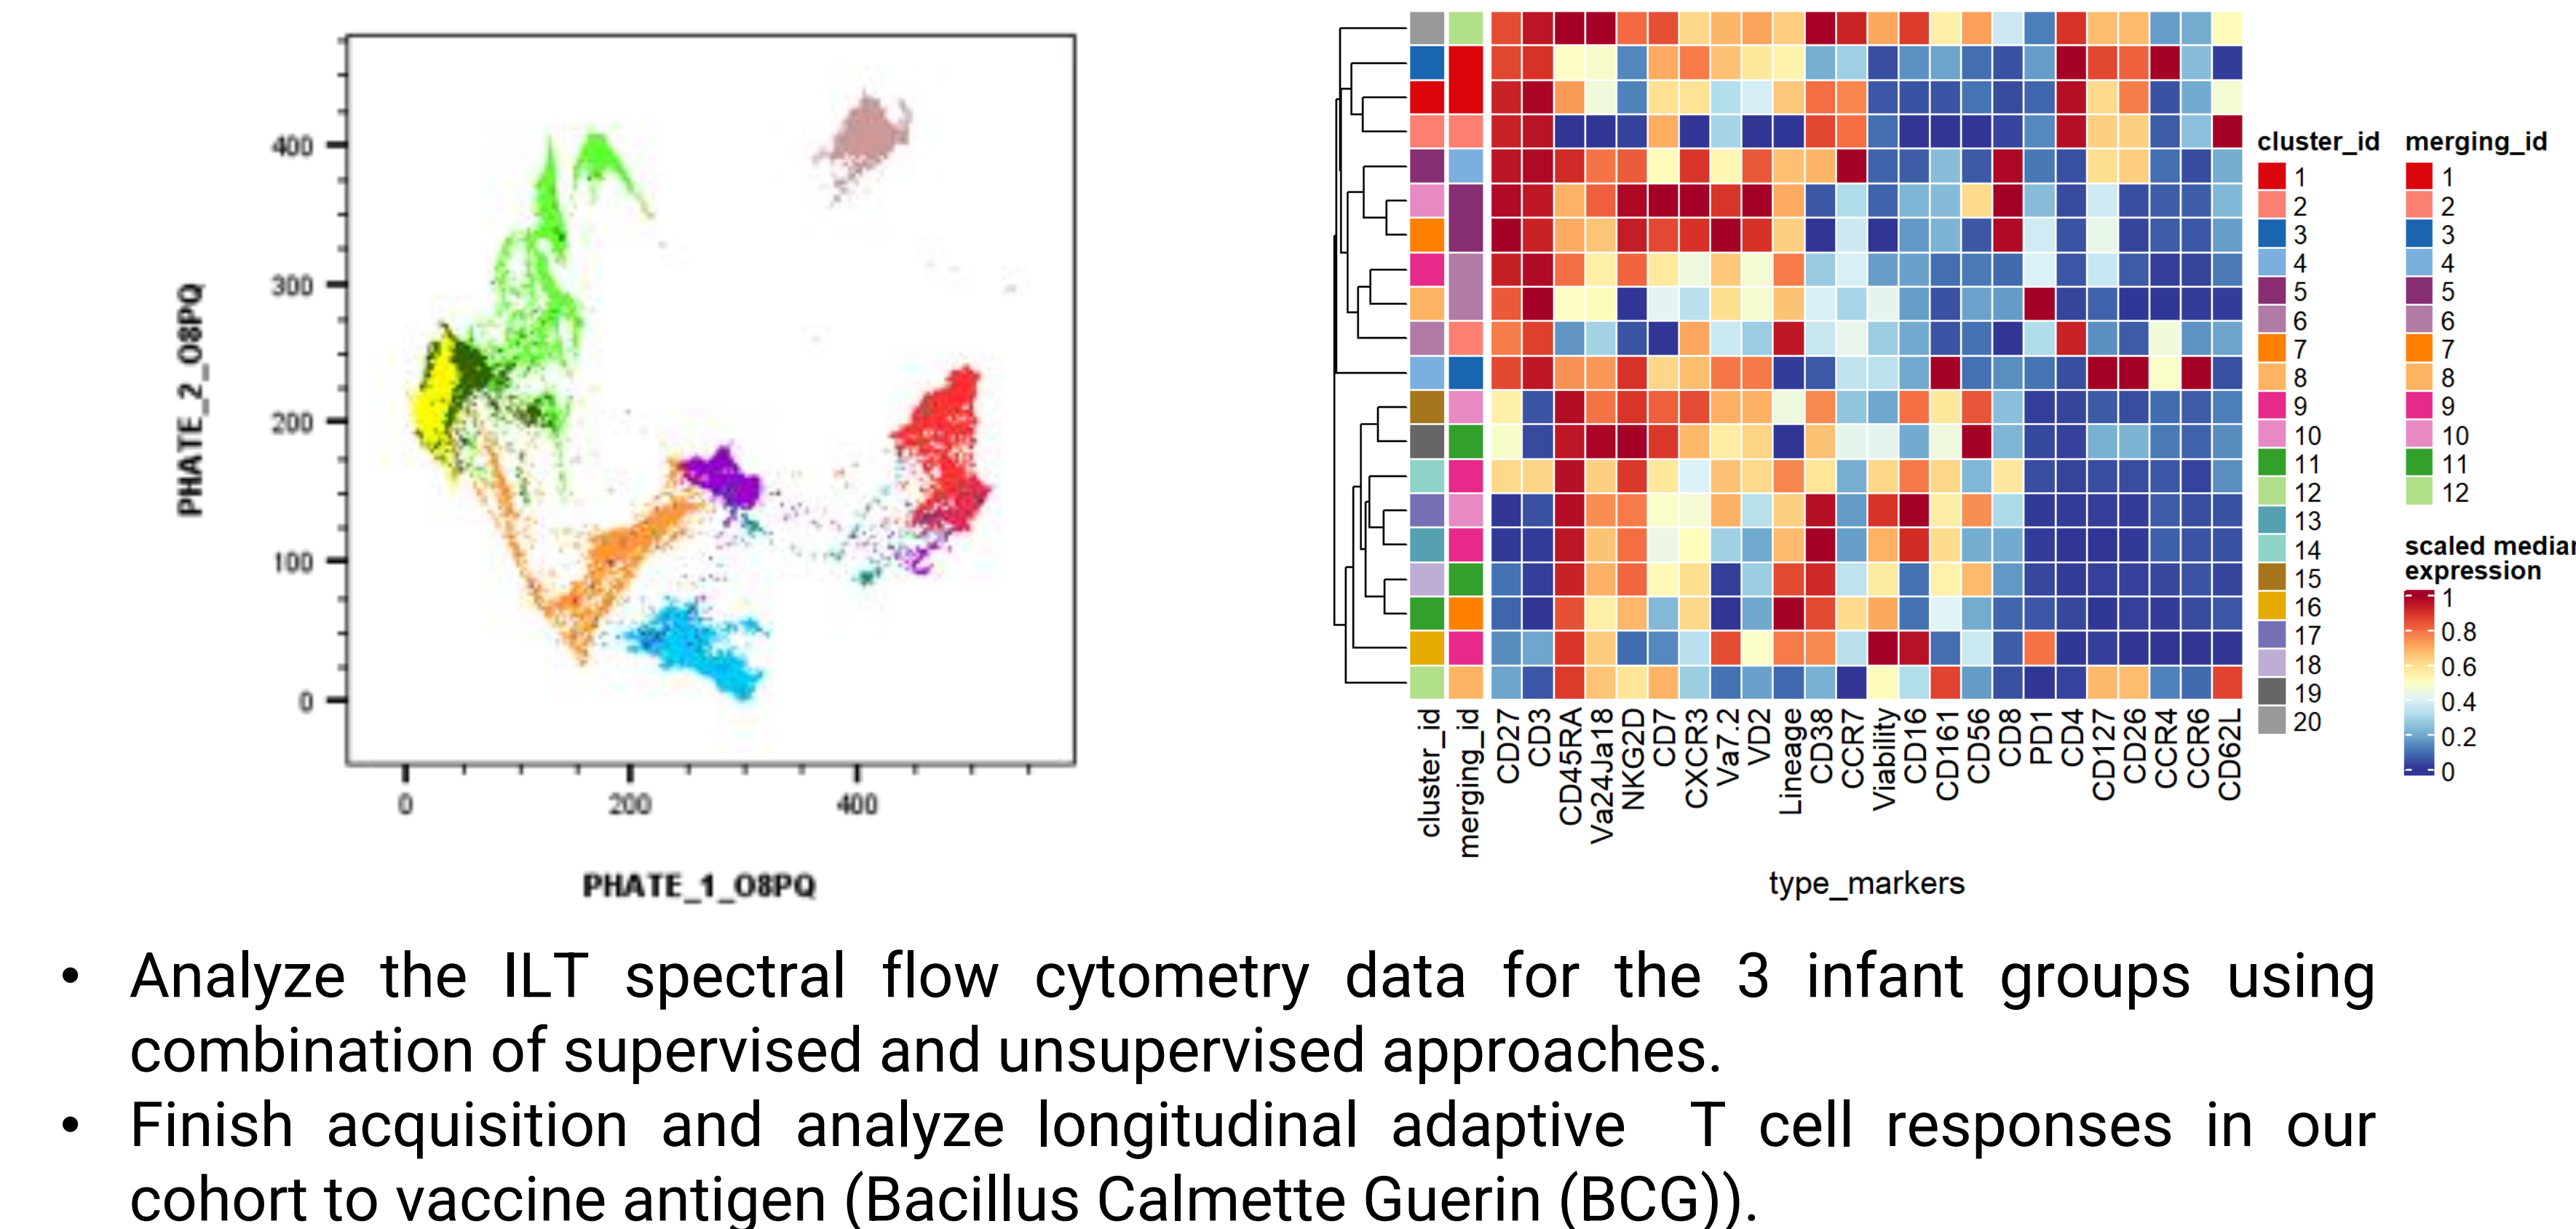 400
300
200
100
0
0 200 400
PHATE_2_O8PQ
PHATE_1_O8PQ
cluster_id
merging_id
CD27
CD3
CD45RA
Va24Ja18
NKG2D
CD7
CXCR3
Va7.2
VD2
Lineage
CD38
CCR7
Viability
CD16
CD161
CD56
CD8
PD1
CD4
CD127
CD26
CCR4
CCR6
CD62L
type_markers
cluster_id
1
2
3
4
5
6
7
8
9
10
11
12
13
14
15
16
17
18
19
20
merging_id
1
2
3
4
5
6
7
8
9
10
11
12
scaled median
expression
1
0.8
0.6
0.4
0.2
0
• Analyze the ILT spectral flow cytometry data for the 3 infant groups using
combination of supervised and unsupervised approaches.
• Finish acquisition and analyze longitudinal adaptive T cell responses in our
cohort to vaccine antigen (Bacillus Calmette Guerin (BCG)).